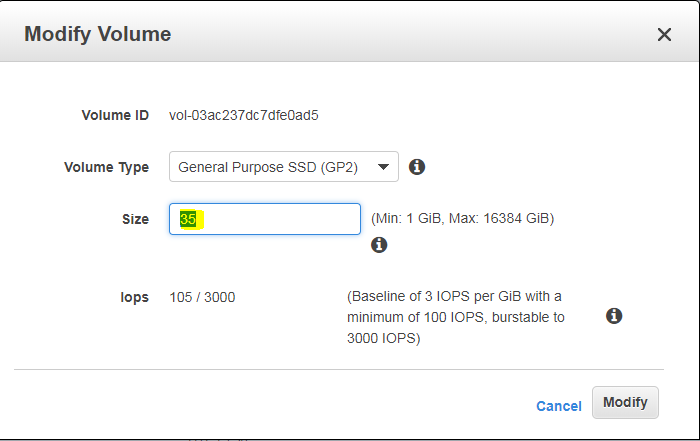 Modify Volume
Volume ID vol-03ac237dc7dfe0ad5
Volume Type General Purpose SSD (GP2)
Size 35 (Min: 1 GiB, Max: 16384 GiB)
Iops 105 / 3000 (Baseline of 3 IOPS per GiB with a
minimum of 100 IOPS, burstable to
3000 IOPS)
Cancel Modify